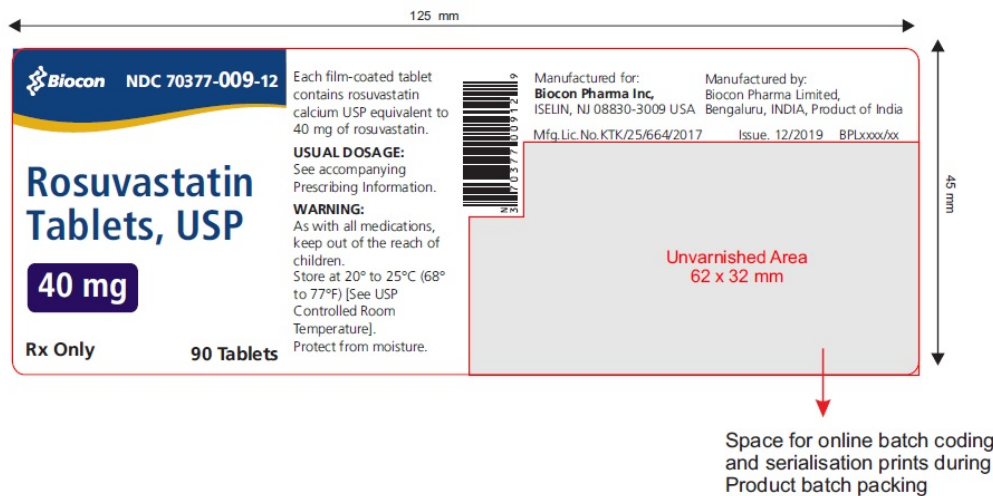 125 mm
Biocon NDC 70377-009-12
Rosuvastatin
Tablets, USP
40 mg
Rx Only 90 Tablets
Each film-coated tablet
contains rosuvastatin
calcium USP equivalent to
40 mg of rosuvastatin.
USUAL DOSAGE:
See accompanying
Prescribing Information.
WARNING:
As with all medications,
keep out of the reach of
children.
Store at 20° to 25°C (68°
to 77°F) [See USP
Controlled Room
Temperature].
Protect from moisture.
N 3 70377 00912 9
Manufactured for:
Biocon Pharma Inc,
ISELIN, NJ 08830-3009 USA
Manufactured by:
Biocon Pharma Limited,
Bengaluru, INDIA, Product of India
Mfg.Lic.No.KTK/25/664/2017 Issue. 12/2019 BPLxxxx/xx
Unvarnished Area
62 x 32 mm
45 mm
Space for online batch coding
and serialisation prints during
Product batch packing